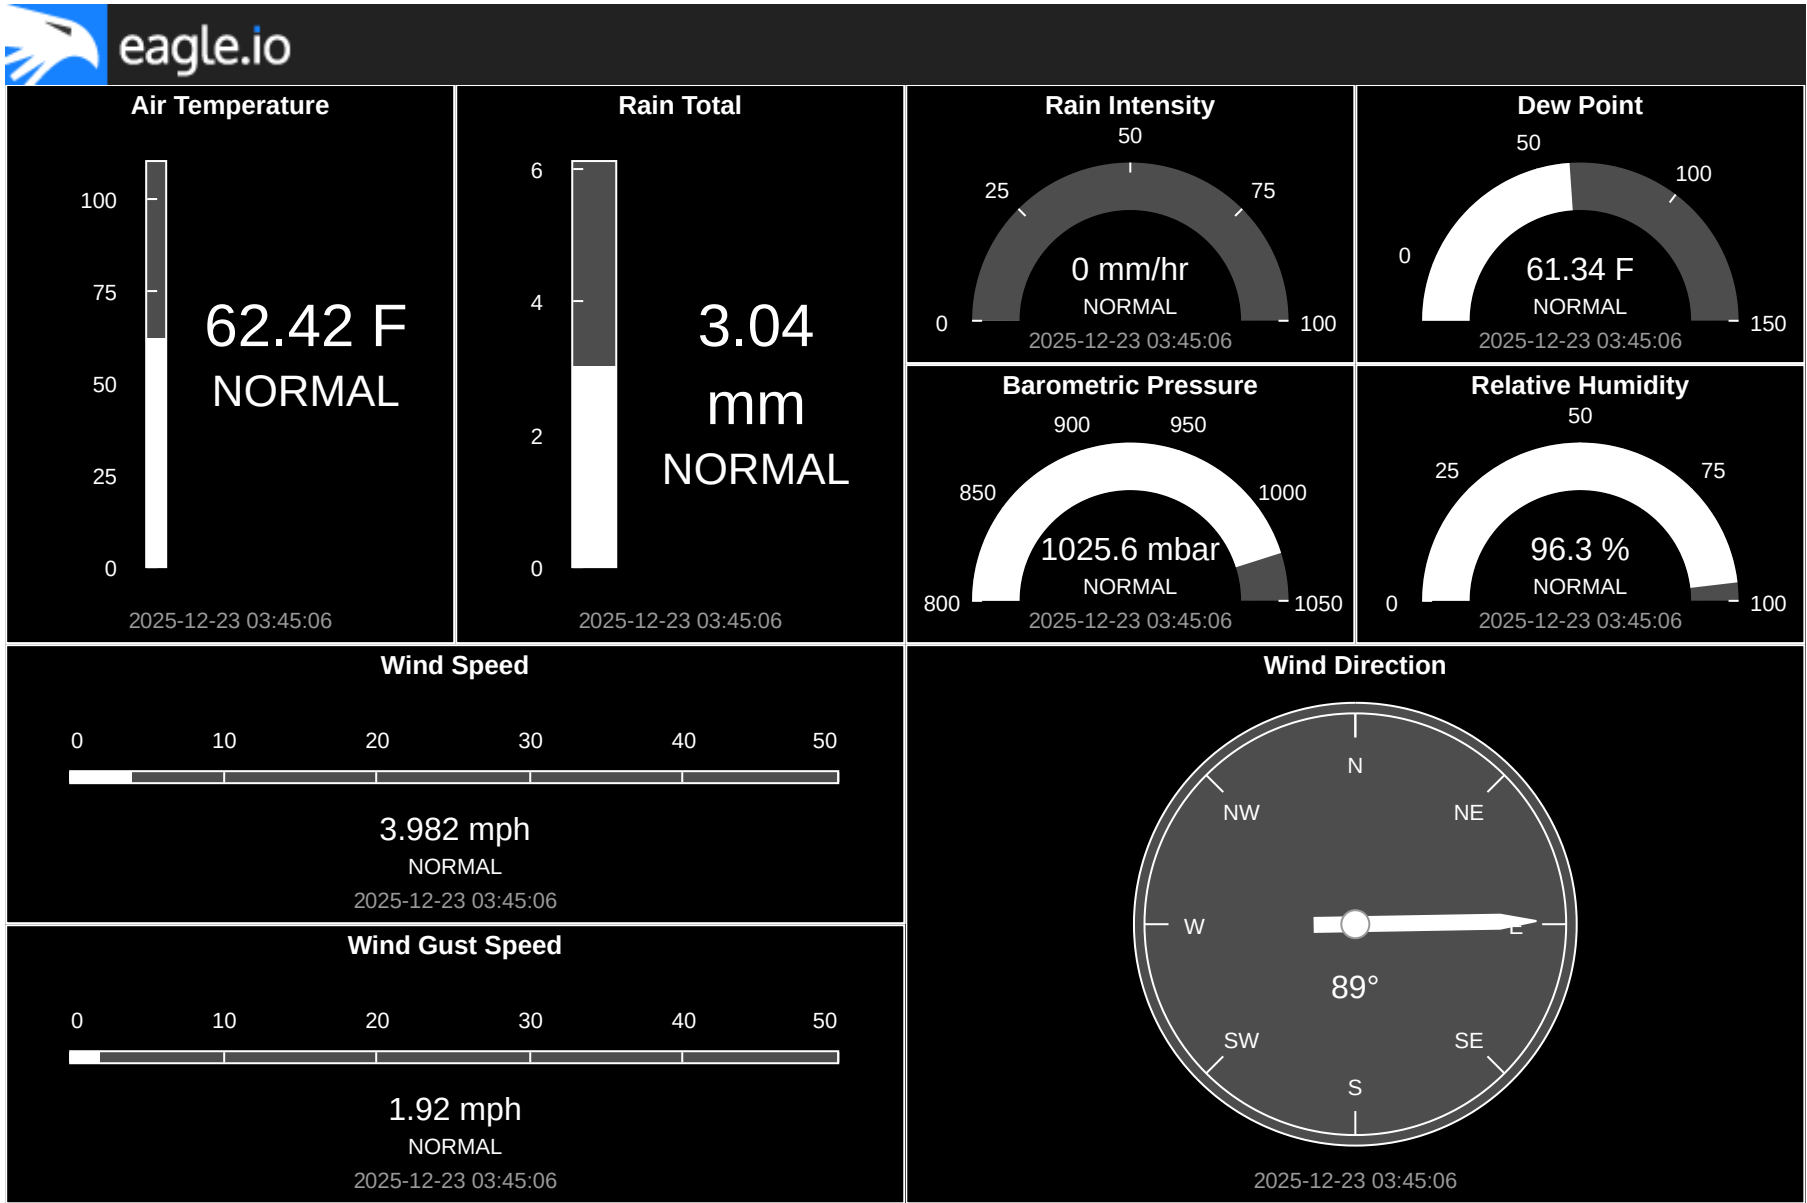 eagle.io
Air Temperature
100
75
50
25
0
62.42 F
NORMAL
2025-12-23 03:45:06
Rain Total
6
4
2
0
3.04
mm
NORMAL
2025-12-23 03:45:06
Rain Intensity
0
25
50
75
100
0 mm/hr
NORMAL
2025-12-23 03:45:06
Dew Point
0
50
100
150
61.34 F
NORMAL
2025-12-23 03:45:06
Barometric Pressure
800
850
900
950
1000
1050
1025.6 mbar
NORMAL
2025-12-23 03:45:06
Relative Humidity
0
25
50
75
100
96.3 %
NORMAL
2025-12-23 03:45:06
Wind Speed
0 10 20 30 40 50
3.982 mph
NORMAL
2025-12-23 03:45:06
Wind Gust Speed
0 10 20 30 40 50
1.92 mph
NORMAL
2025-12-23 03:45:06
Wind Direction
N
NW NE
W E
89°
SW SE
S
2025-12-23 03:45:06